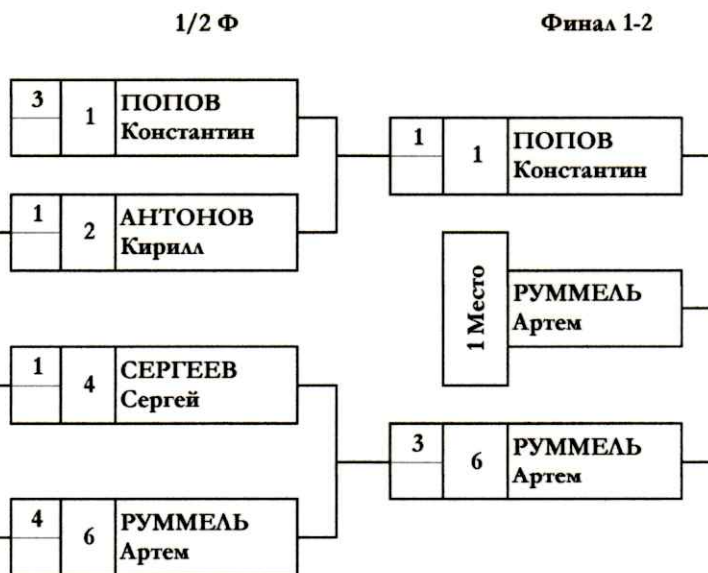 1/2 Ф
Финал 1-2
3
1
ПОПОВ
Константин
1
2
АНТОНОВ
Кирилл
1
4
СЕРГЕЕВ
Сергей
4
6
РУММЕЛЬ
Артем
1
1
ПОПОВ
Константин
1 Место
РУММЕЛЬ
Артем
3
6
РУММЕЛЬ
Артем